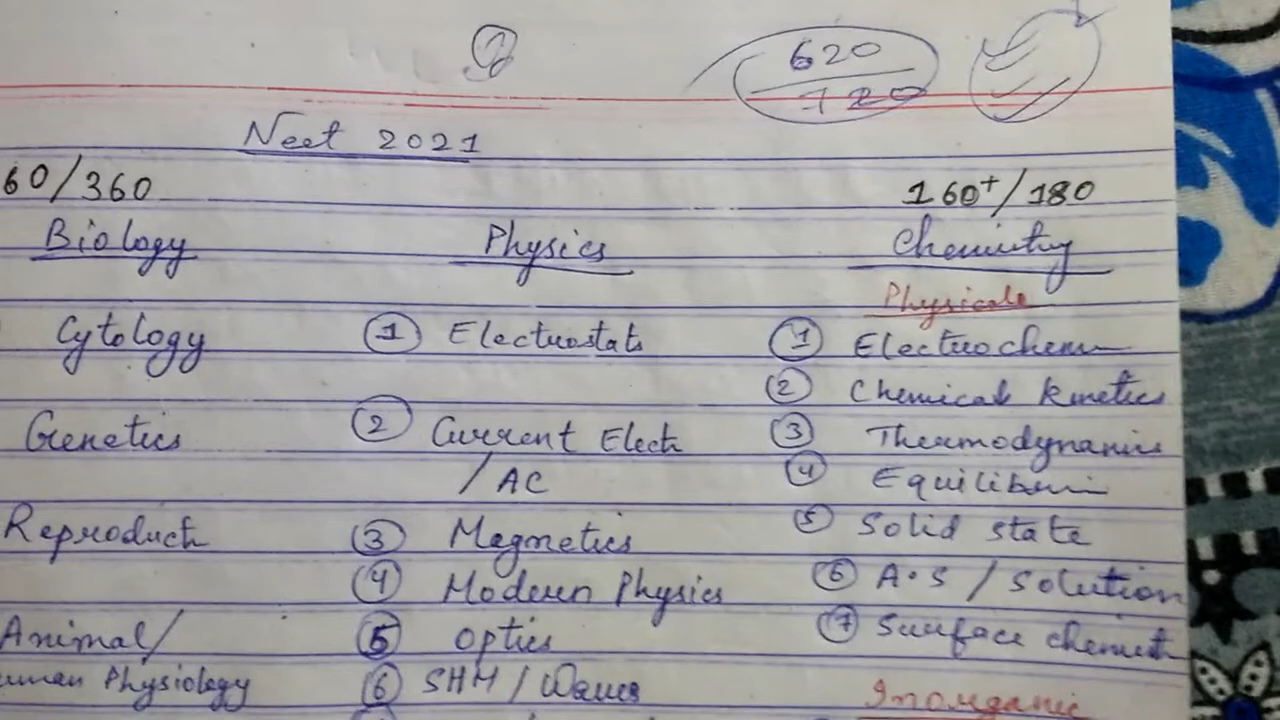 620
720
Neet 2021
60/360 160+/180
Biology Physics Chemistry
Physical
Cytology ① Electrostats ① Electrochem
② Chemical kinetics
Genetics ② Current Elect ③ Thermodynamics
/ AC ④ Equilibri
Reproduct ③ Magnetics ⑤ Solid state
④ Modern Physics ⑥ A.S / Solution
Animal/ ⑤ Optics ⑦ Surface chemist
uman Physiology ⑥ SHM / Waves
Inorganic